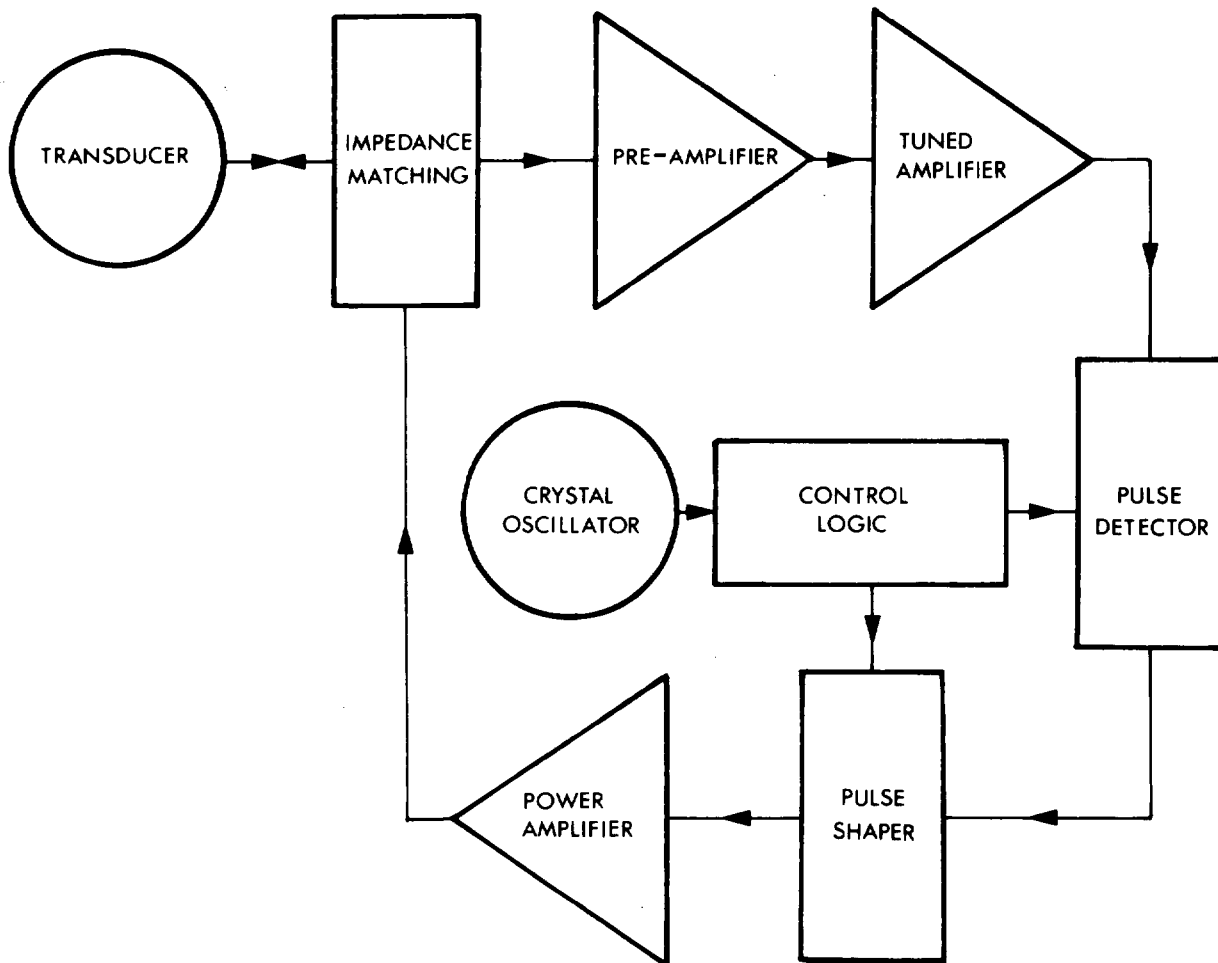 TRANSDUCER
IMPEDANCE
MATCHING
PRE-AMPLIFIER
TUNED
AMPLIFIER
CRYSTAL
OSCILLATOR
CONTROL
LOGIC
PULSE
DETECTOR
POWER
AMPLIFIER
PULSE
SHAPER